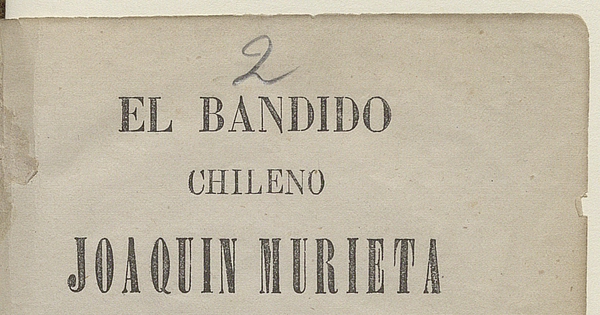 2
EL BANDIDO
CHILENO
JOAQUIN MURIETA